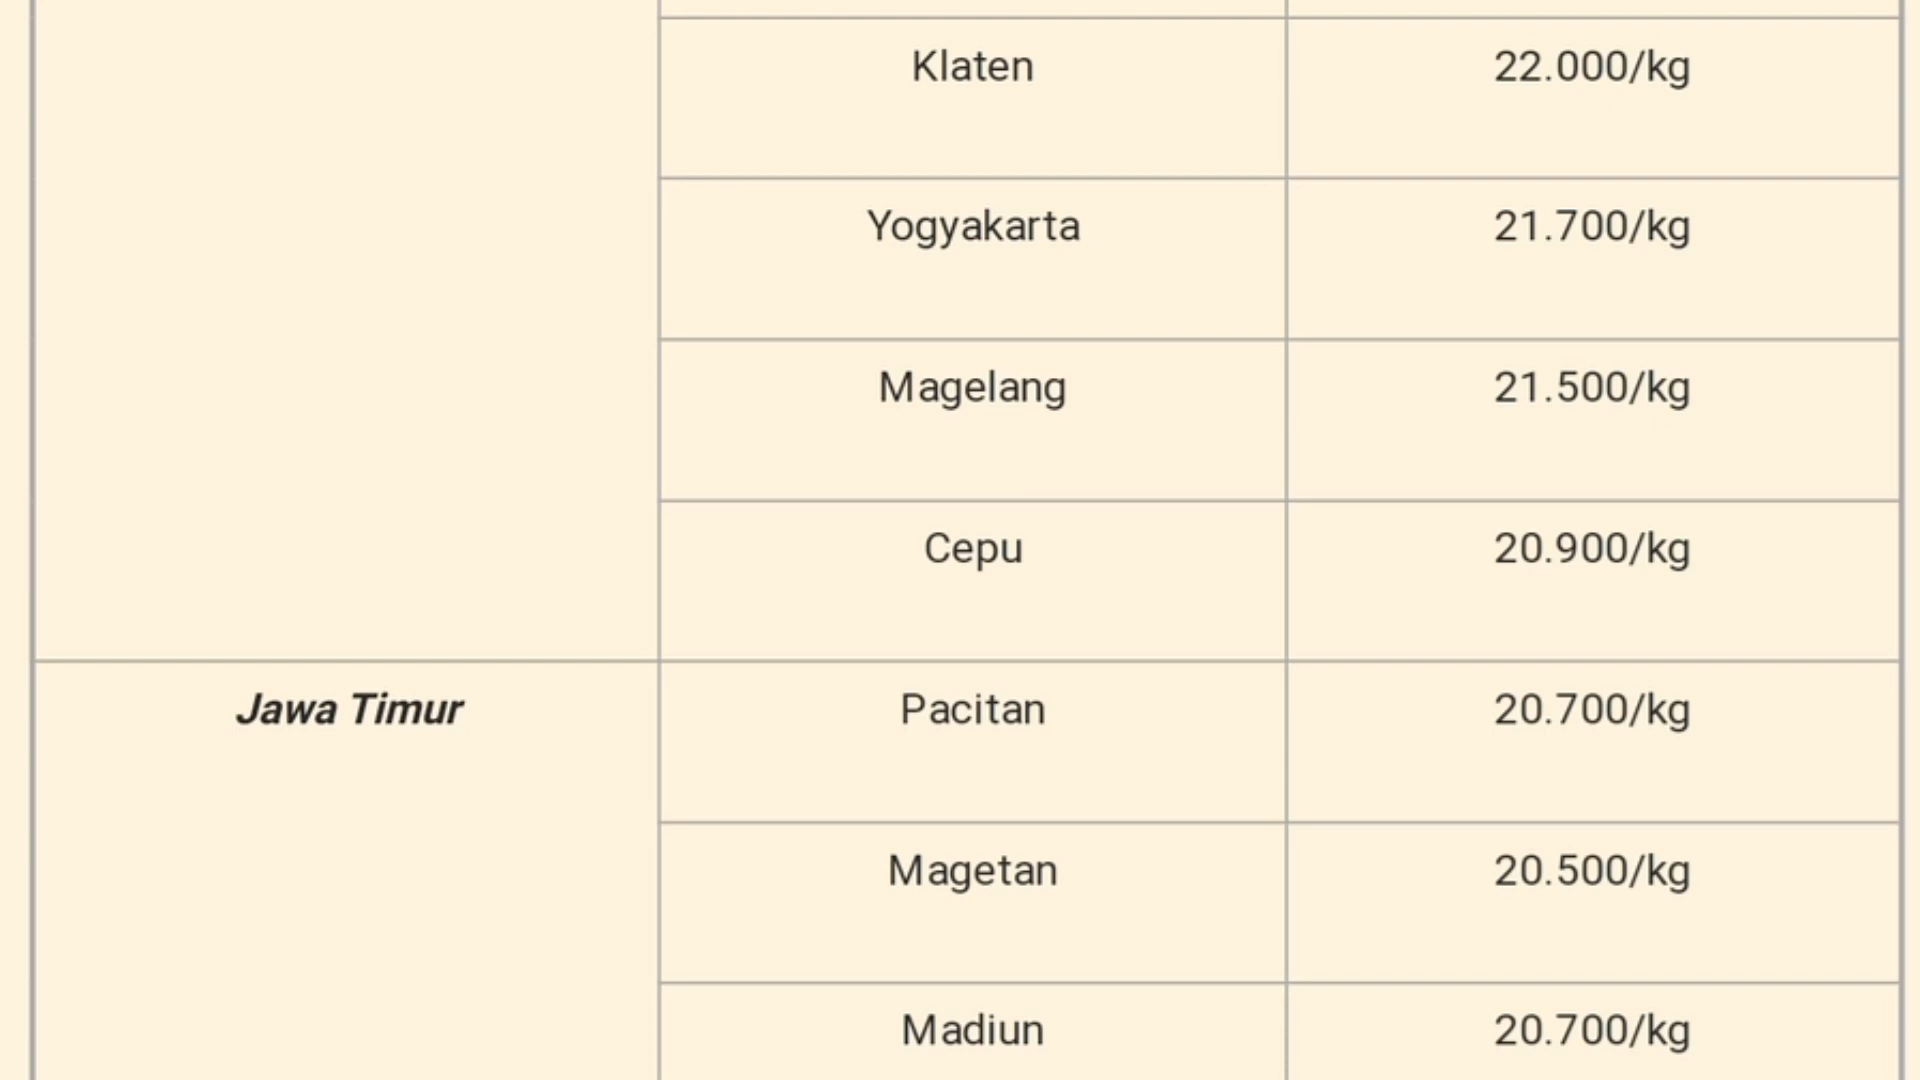 Klaten 22.000/kg
Yogyakarta 21.700/kg
Magelang 21.500/kg
Cepu 20.900/kg
Jawa Timur Pacitan 20.700/kg
Magetan 20.500/kg
Madiun 20.700/kg